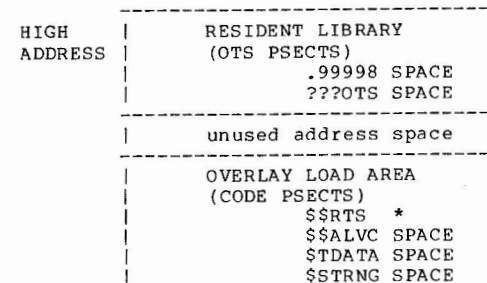 HIGH | RESIDENT LIBRARY
ADDRESS | (OTS PSECTS)
| .99998 SPACE
| ???OTS SPACE
| unused address space
| OVERLAY LOAD AREA
| (CODE PSECTS)
| $$RTS *
| $$ALVC SPACE
| $TDATA SPACE
| $STRNG SPACE